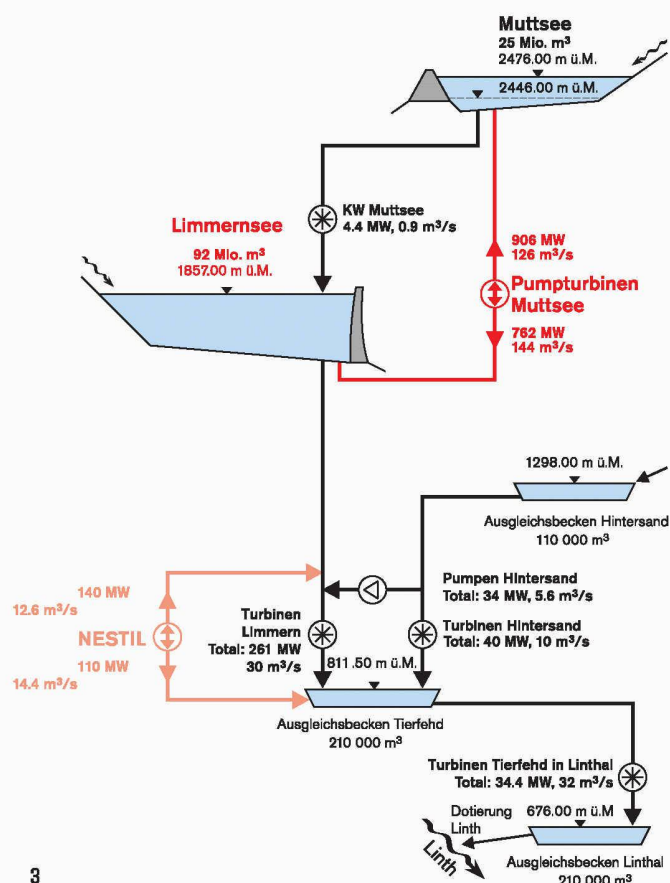 Muttsee
25 Mio. m³
2476.00 m ü.M.
2446.00 m ü.M.
KW Muttsee
4.4 MW, 0.9 m³/s
Limmernsee
92 Mio. m³
1857.00 m ü.M.
906 MW
126 m³/s
Pumpturbinen
Muttsee
762 MW
144 m³/s
1298.00 m ü.M.
Ausgleichsbecken Hintersand
110 000 m³
140 MW
12.6 m³/s
NESTIL
110 MW
14.4 m³/s
Pumpen Hintersand
Total: 34 MW, 5.6 m³/s
Turbinen
Limmern
Total: 261 MW
30 m³/s
Turbinen Hintersand
Total: 40 MW, 10 m³/s
811.50 m ü.M.
Ausgleichsbecken Tierfehd
210 000 m³
Turbinen Tierfehd in Linthal
Total: 34.4 MW, 32 m³/s
Dotierung
Linth
676.00 m ü.M
Linth
Ausgleichsbecken Linthal
210 000 m³
3